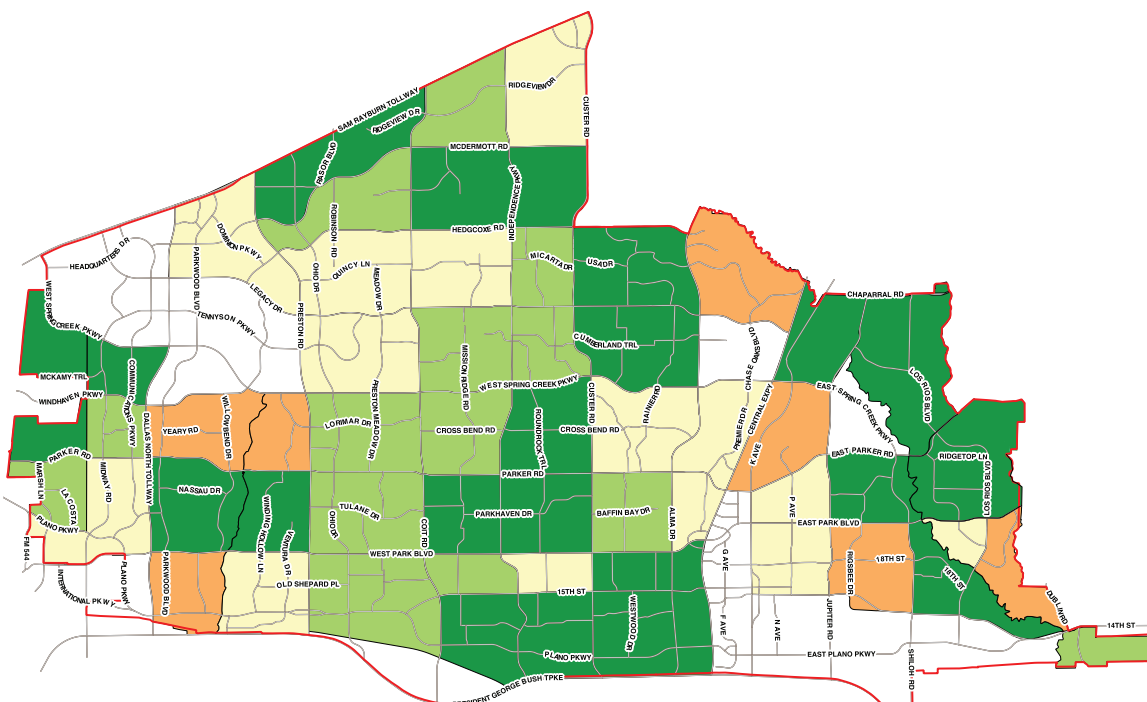 RIDGEVIEW DR
SAM RAYBURN TOLLWAY
RIDGEVIEW DR
CUSTER RD
RASOR BLVD
MCDERMOTT RD
INDEPENDENCE PKWY
ROBINSON RD
HEDGCOXE RD
DOMINION PKWY
HEADQUARTERS DR
PARKWOOD BLVD
OHIO DR
QUINCY LN
MEADOW DR
MICARTA DR
USA DR
LEGACY DR
WEST SPRING CREEK PKWY
TENNYSON PKWY
PRESTON RD
CHAPARRAL RD
CUMBERLAND TRL
CHASE OAKS BLVD
MISSION RIDGE RD
MCKAMY TRL
COMMUNICATIONS PKWY
WINDHAVEN PKWY
WEST SPRING CREEK PKWY
PRESTON MEADOW DR
CUSTER RD
RAINIER RD
PREMIER DR
CENTRAL EXPY
EAST SPRING CREEK PKWY
LOS RIOS BLVD
WILLOW BEND DR
YEARY RD
DALLAS NORTH TOLLWAY
LORIMAR DR
CROSS BEND RD
ROUNDROCK TRL
CROSS BEND RD
K AVE
EAST PARKER RD
RIDGETOP LN
LOS RIOS BLVD
PARKER RD
MARSH LN
MIDWAY RD
LA COSTA
NASSAU DR
WINDING HOLLOW LN
VENTURA DR
PARKER RD
PLANO PKWY
OHIO DR
TULANE DR
COIT RD
PARKHAVEN DR
BAFFIN BAY DR
ALMA DR
P AVE
EAST PARK BLVD
FM 544
WEST PARK BLVD
G AVE
RIGSBEE DR
18TH ST
18TH ST
INTERNATIONAL PKWY
PLANO PKWY
PARKWOOD BLVD
OLD SHEPARD PL
15TH ST
WESTWOOD DR
F AVE
N AVE
JUPITER RD
DUBLIN RD
14TH ST
PLANO PKWY
EAST PLANO PKWY
SHILOH RD
PRESIDENT GEORGE BUSH TPKE